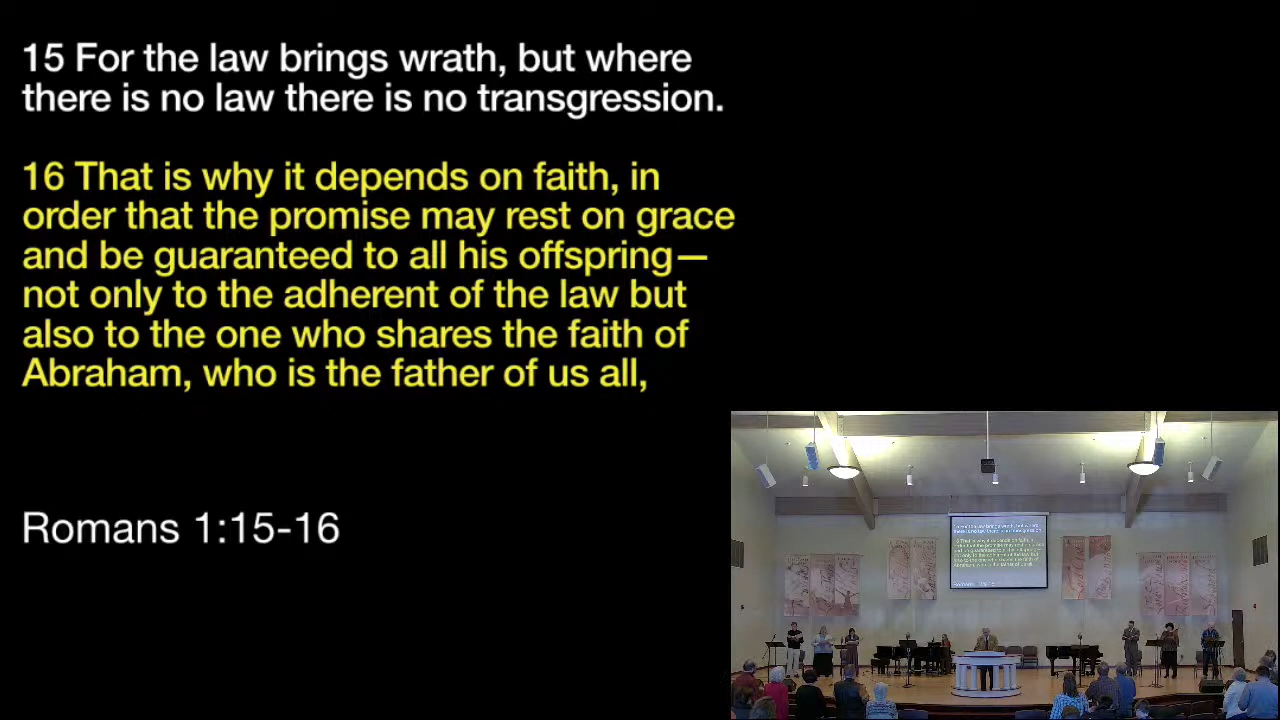 15 For the law brings wrath, but where
there is no law there is no transgression.
16 That is why it depends on faith, in
order that the promise may rest on grace
and be guaranteed to all his offspring—
not only to the adherent of the law but
also to the one who shares the faith of
Abraham, who is the father of us all,
Romans 1:15-16